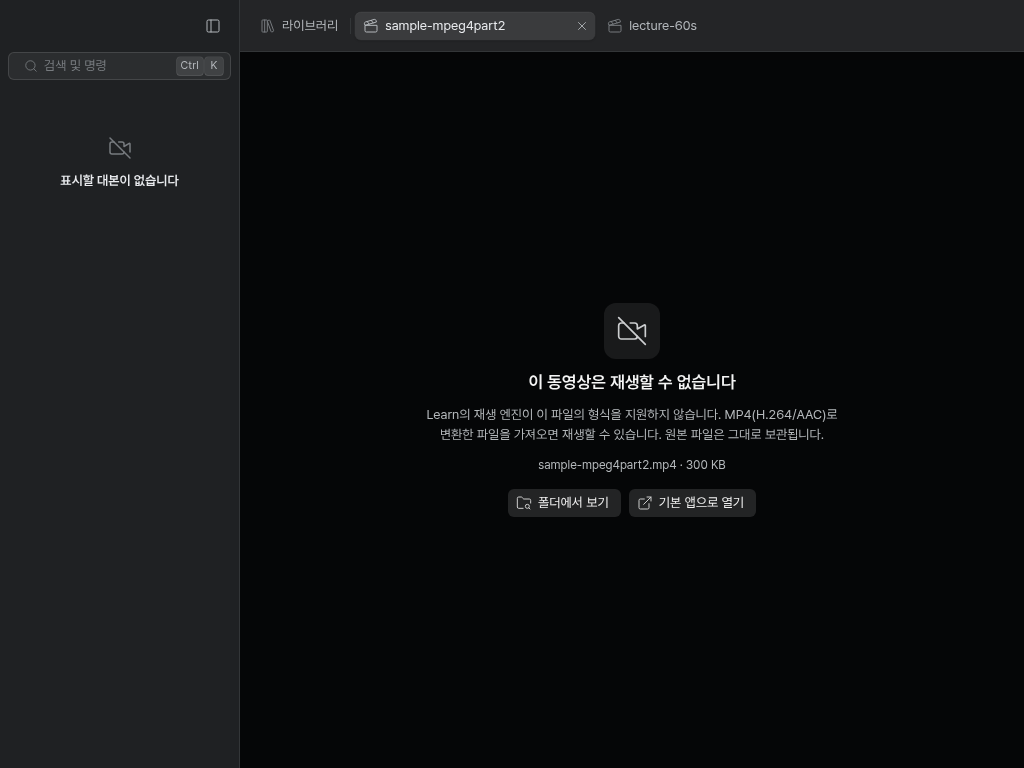 라이브러리
sample-mpeg4part2
lecture-60s
검색 및 명령
Ctrl K
표시할 대본이 없습니다
이 동영상은 재생할 수 없습니다
Learn의 재생 엔진이 이 파일의 형식을 지원하지 않습니다. MP4(H.264/AAC)로
변환한 파일을 가져오면 재생할 수 있습니다. 원본 파일은 그대로 보관됩니다.
sample-mpeg4part2.mp4 · 300 KB
폴더에서 보기
기본 앱으로 열기